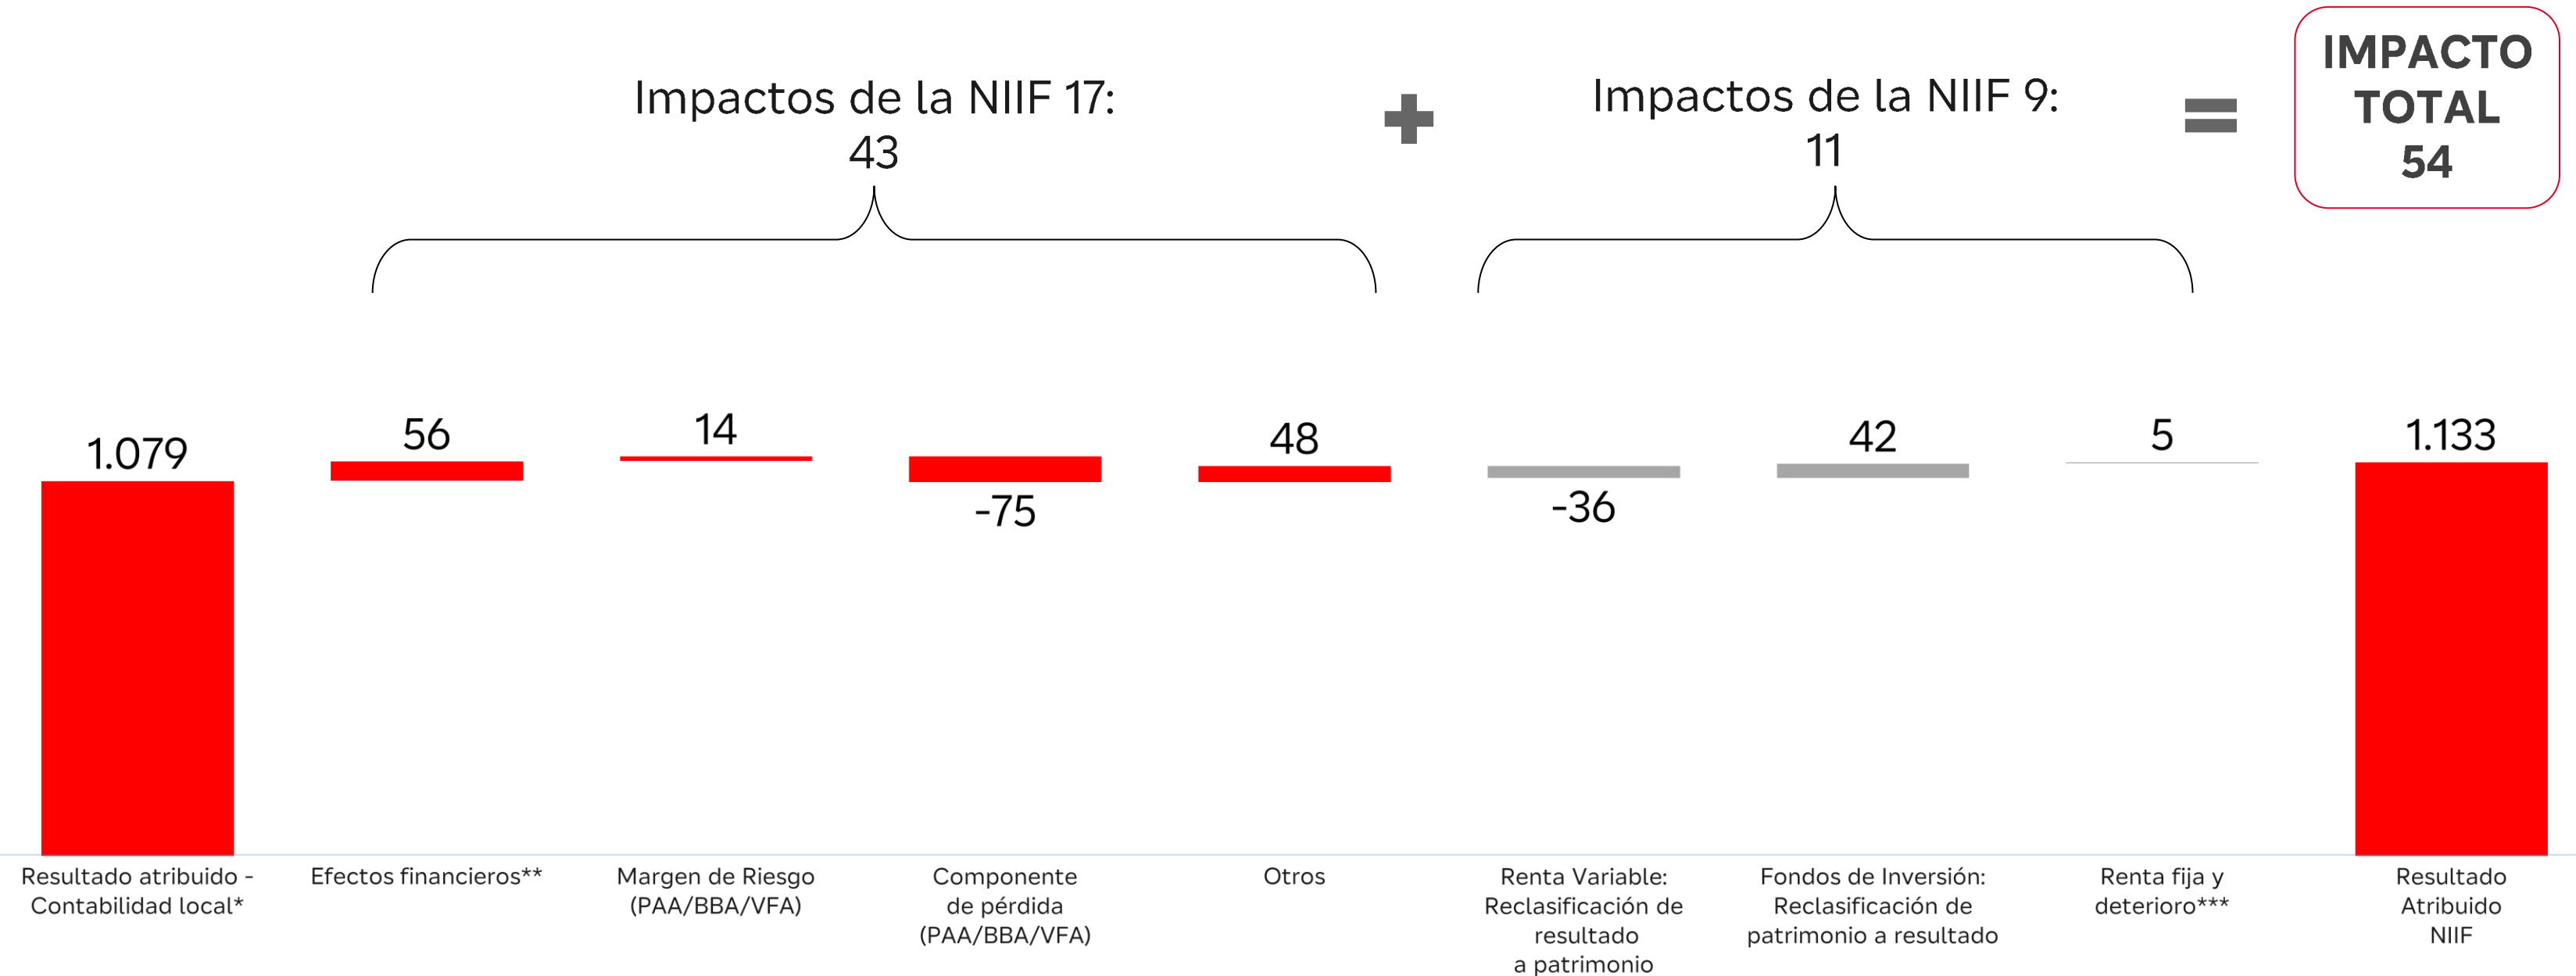 IMPACTO
TOTAL
54
Impactos de la NIIF 17:
43
Impactos de la NIIF 9:
11
1.079
56
14
-75
48
-36
42
5
1.133
Resultado atribuido -
Contabilidad local*
Efectos financieros**
Margen de Riesgo
(PAA/BBA/VFA)
Componente
de pérdida
(PAA/BBA/VFA)
Otros
Renta Variable:
Reclasificación de
resultado
a patrimonio
Fondos de Inversión:
Reclasificación de
patrimonio a resultado
Renta fija y
deterioro***
Resultado
Atribuido
NIIF